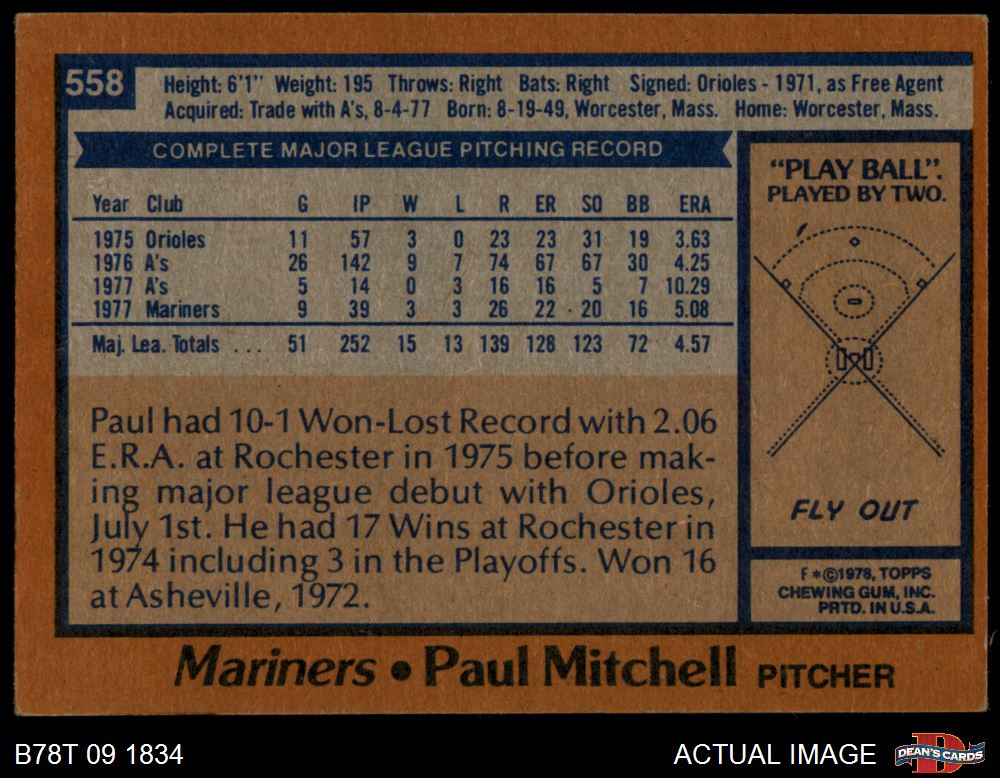 558
Height: 6'1" Weight: 195 Throws: Right Bats: Right Signed: Orioles - 1971, as Free Agent
Acquired: Trade with A's, 8-4-77 Born: 8-19-49, Worcester, Mass. Home: Worcester, Mass.
COMPLETE MAJOR LEAGUE PITCHING RECORD
Year Club G IP W L R ER SO BB ERA
1975 Orioles 11 57 3 0 23 23 31 19 3.63
1976 A's 26 142 9 7 74 67 67 30 4.25
1977 A's 5 14 0 3 16 16 5 7 10.29
1977 Mariners 9 39 3 3 26 22 20 16 5.08
Maj. Lea. Totals ... 51 252 15 13 139 128 123 72 4.57
Paul had 10-1 Won-Lost Record with 2.06
E.R.A. at Rochester in 1975 before mak-
ing major league debut with Orioles,
July 1st. He had 17 Wins at Rochester in
1974 including 3 in the Playoffs. Won 16
at Asheville, 1972.
"PLAY BALL".
PLAYED BY TWO.
FLY OUT
F*©1978, TOPPS
CHEWING GUM, INC.
PRTD. IN U.S.A.
Mariners • Paul Mitchell PITCHER
B78T 09 1834
ACTUAL IMAGE
DEAN'S CARDS